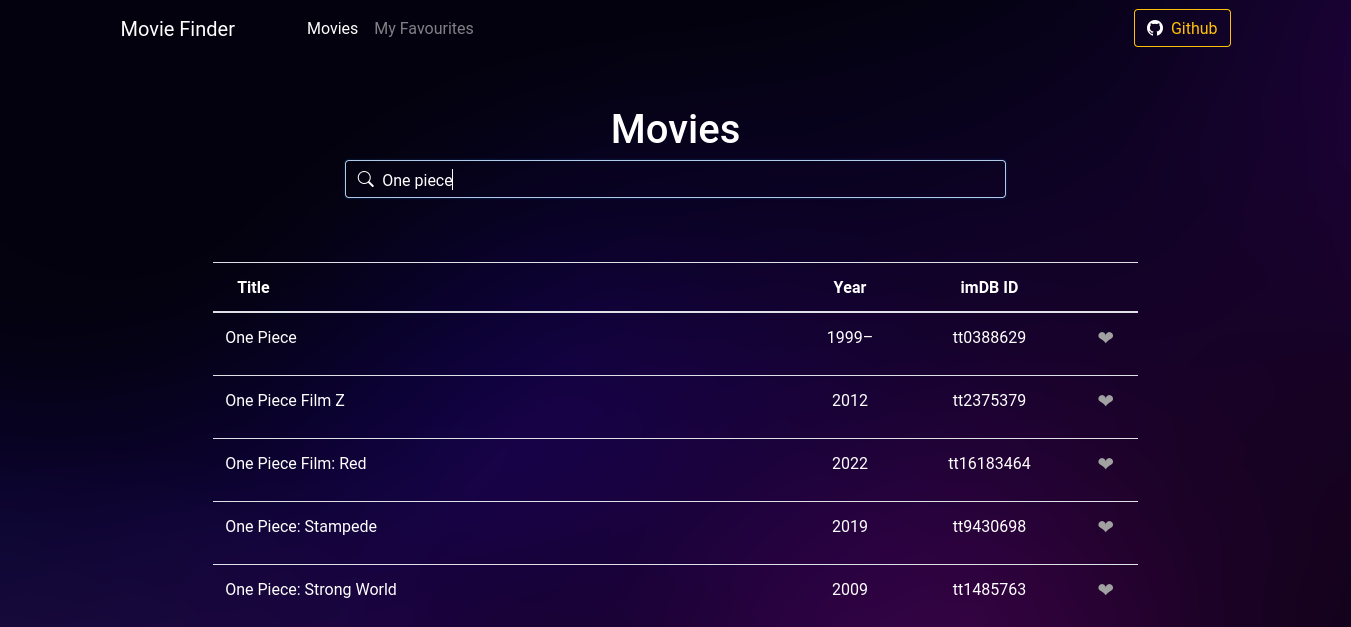 Movie Finder Movies My Favourites Github
Movies
One piece
Title Year imDB ID
One Piece 1999– tt0388629
One Piece Film Z 2012 tt2375379
One Piece Film: Red 2022 tt16183464
One Piece: Stampede 2019 tt9430698
One Piece: Strong World 2009 tt1485763